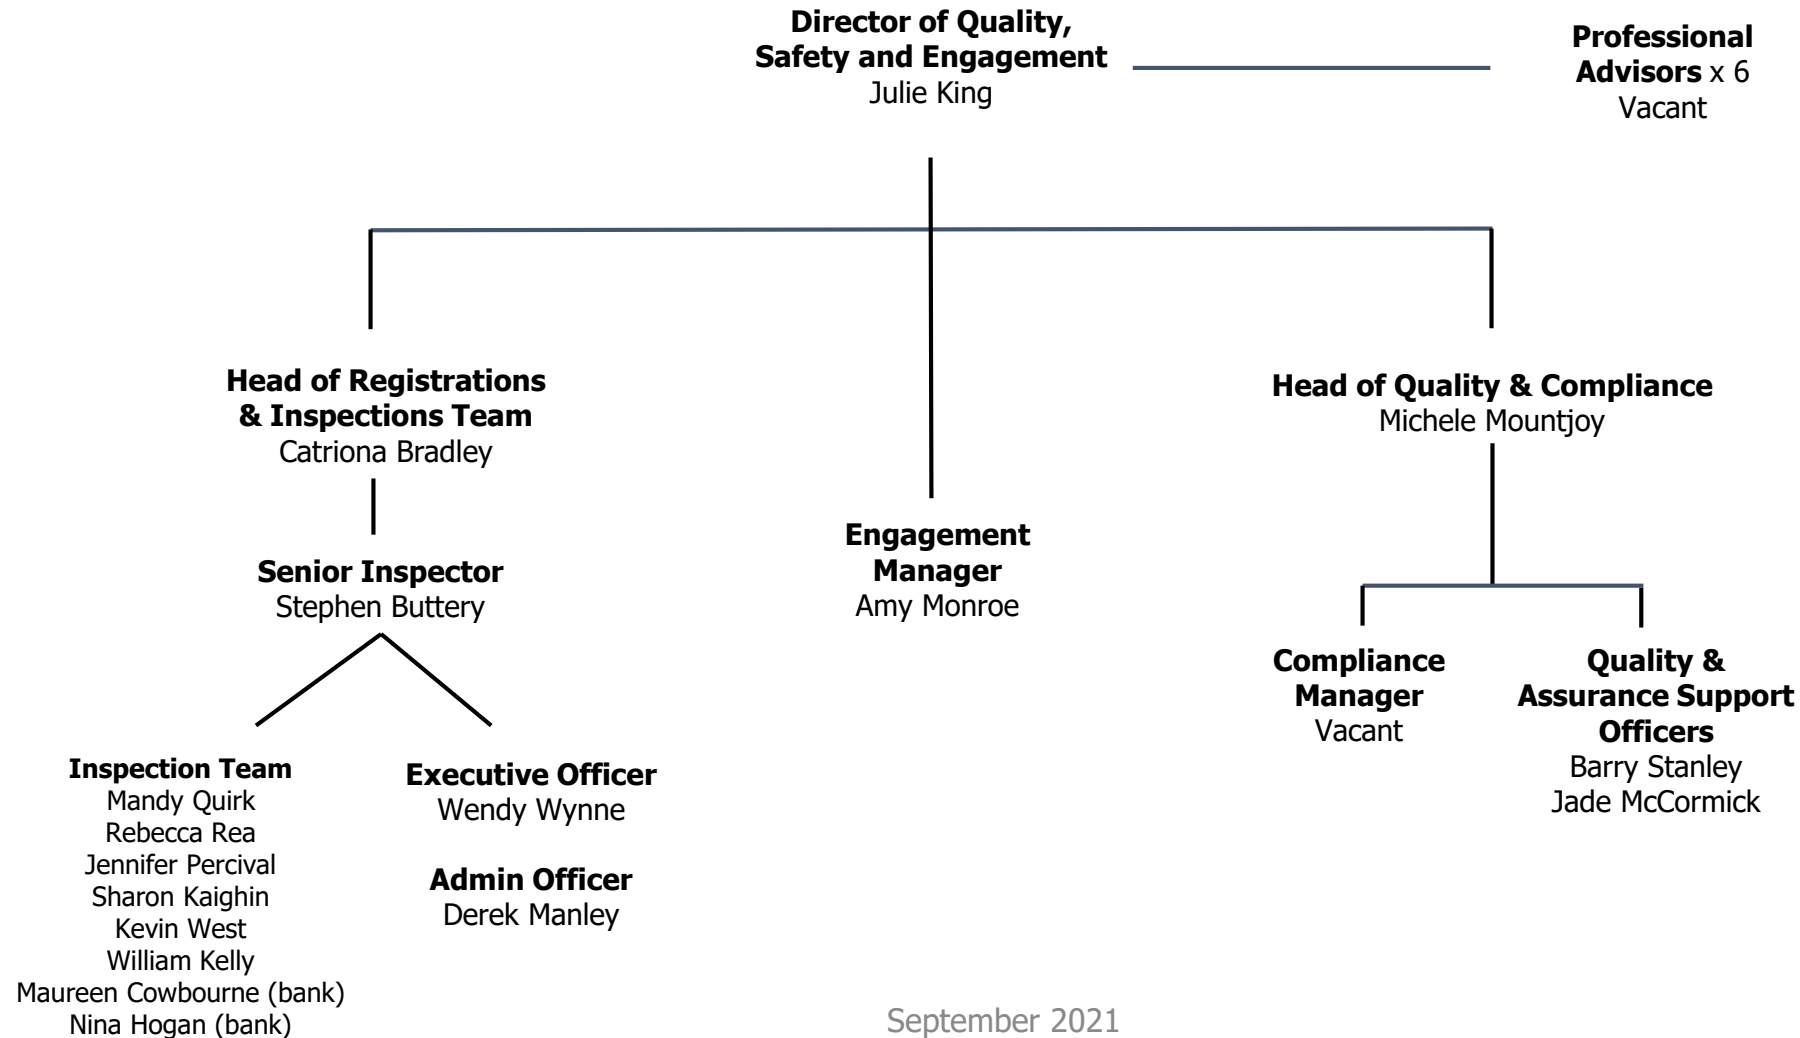 Director of Quality,
Safety and Engagement
Julie King
Professional
Advisors x 6
Vacant
Head of Registrations
& Inspections Team
Catriona Bradley
Head of Quality & Compliance
Michele Mountjoy
Senior Inspector
Stephen Buttery
Engagement
Manager
Amy Monroe
Compliance
Manager
Vacant
Quality &
Assurance Support
Officers
Barry Stanley
Jade McCormick
Inspection Team
Mandy Quirk
Rebecca Rea
Jennifer Percival
Sharon Kaighin
Kevin West
William Kelly
Maureen Cowbourne (bank)
Nina Hogan (bank)
Executive Officer
Wendy Wynne
Admin Officer
Derek Manley
September 2021